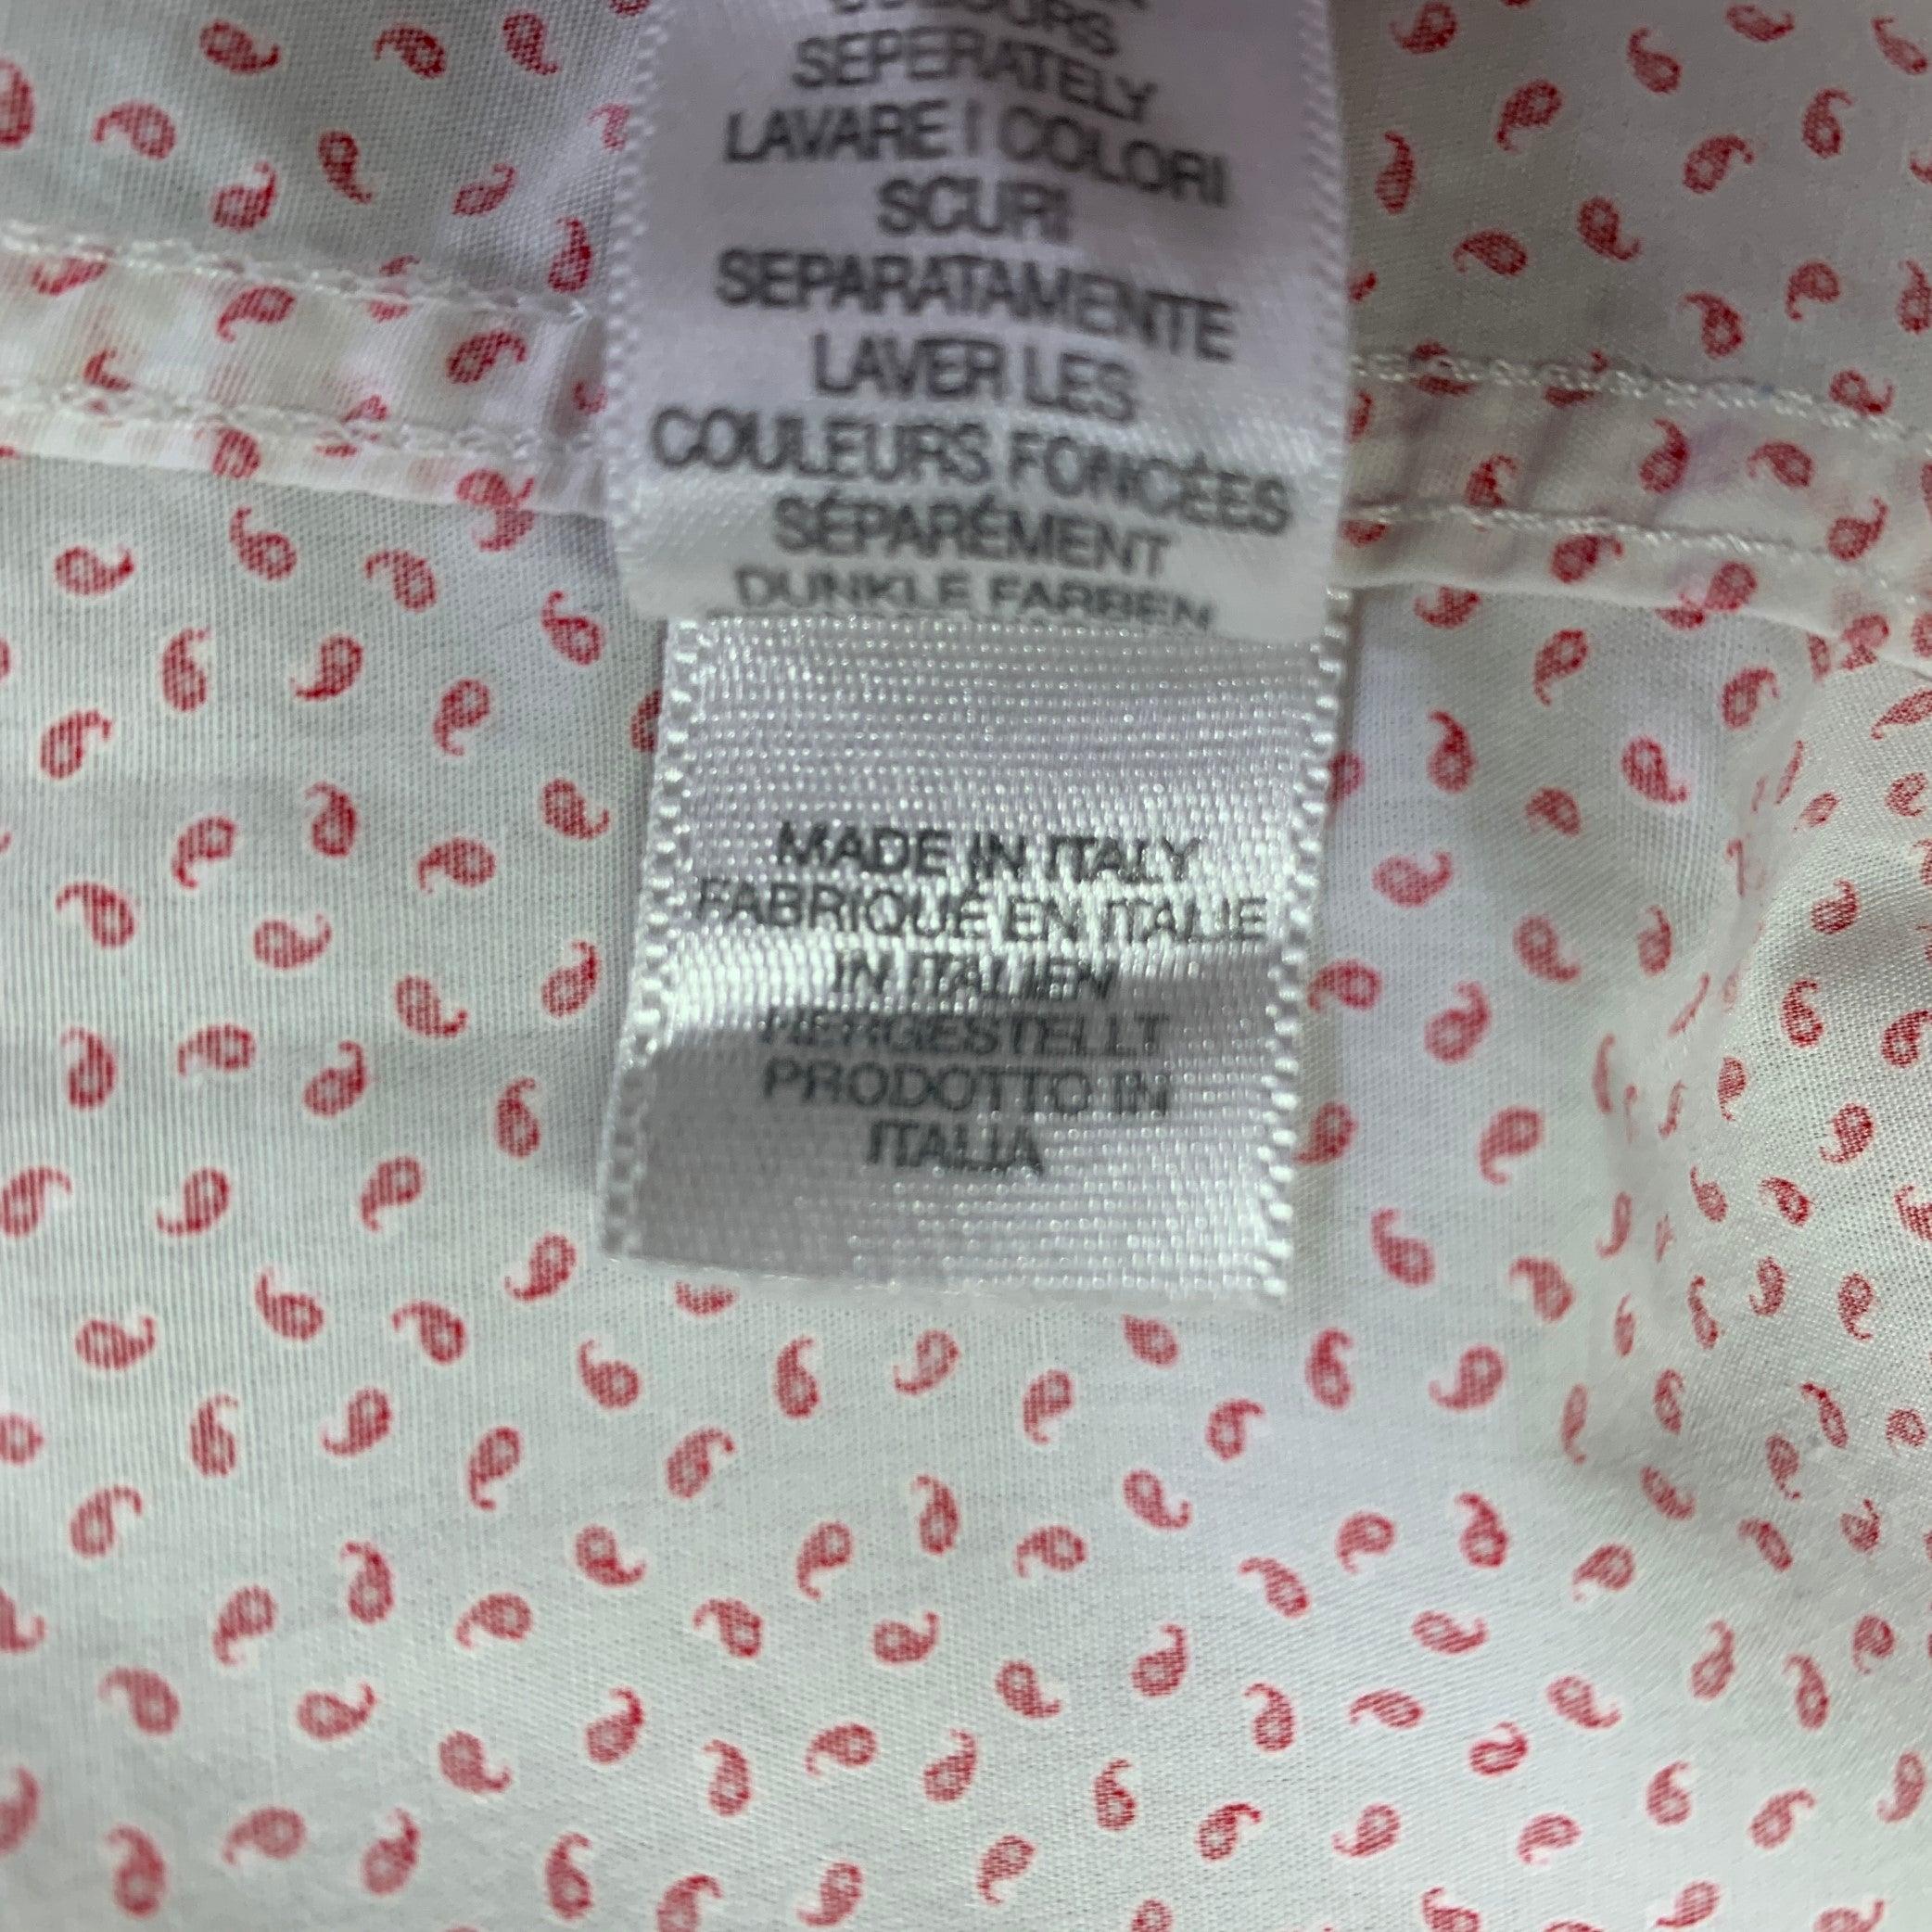 COLOURS
SEPERATELY
LAVARE I COLORI
SCURI
SEPARATAMENTE
LAVER LES
COULEURS FONCÉES
SÉPARÉMENT
DUNKLE FARBEN
MADE IN ITALY
FABRIQUÉ EN ITALIE
IN ITALIEN
HERGESTELLT
PRODOTTO IN
ITALIA